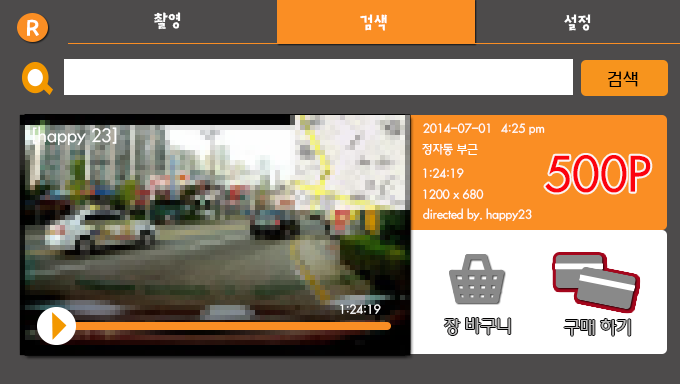 R
촬영
검색
설정
검색
[happy 23]
1:24:19
2014-07-01 4:25 pm
정자동 부근
1:24:19
1200 x 680
directed by. happy23
500P
장 바구니
구매 하기